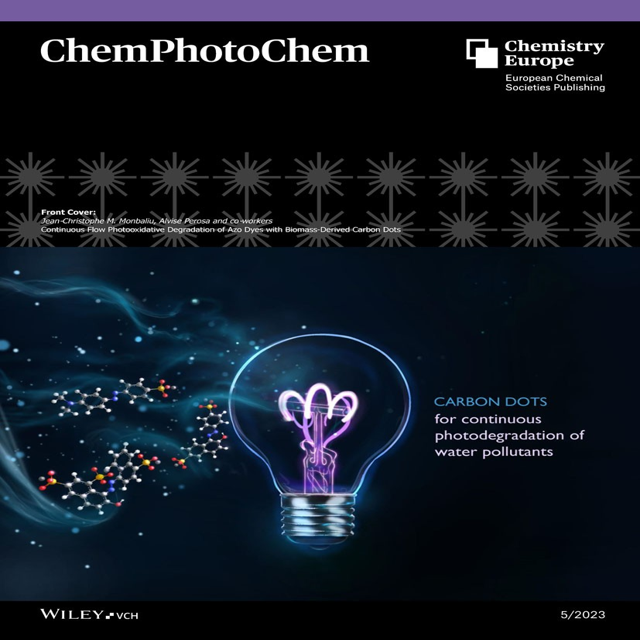 ChemPhotoChem
Chemistry
Europe
European Chemical
Societies Publishing
Front Cover:
Jean-Christophe M. Monbaliu, Alvise Perosa and co-workers
Continuous Flow Photooxidative Degradation of Azo Dyes with Biomass-Derived Carbon Dots
CARBON DOTS
for continuous
photodegradation of
water pollutants
WILEY-VCH
5/2023